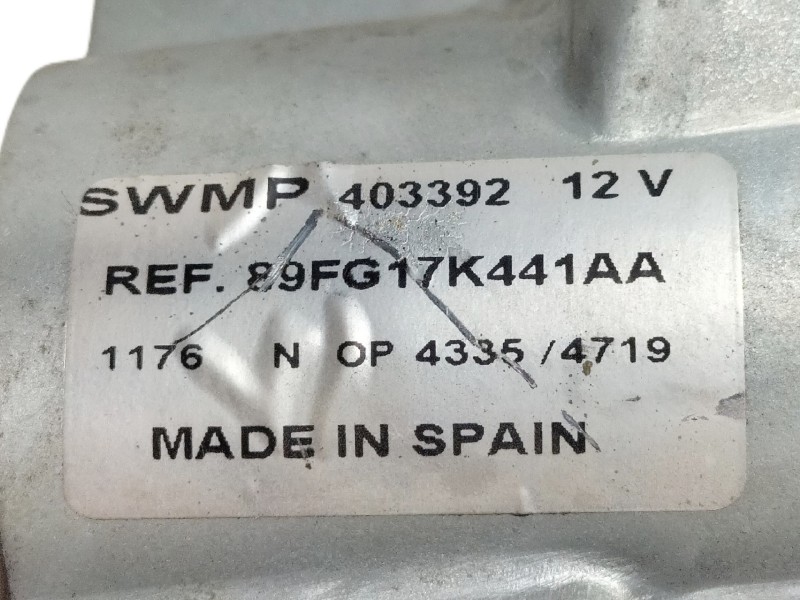 SWMP 403392 12 V
REF. 89FG17K441AA
1176 N OP 4335 /4719
MADE IN SPAIN